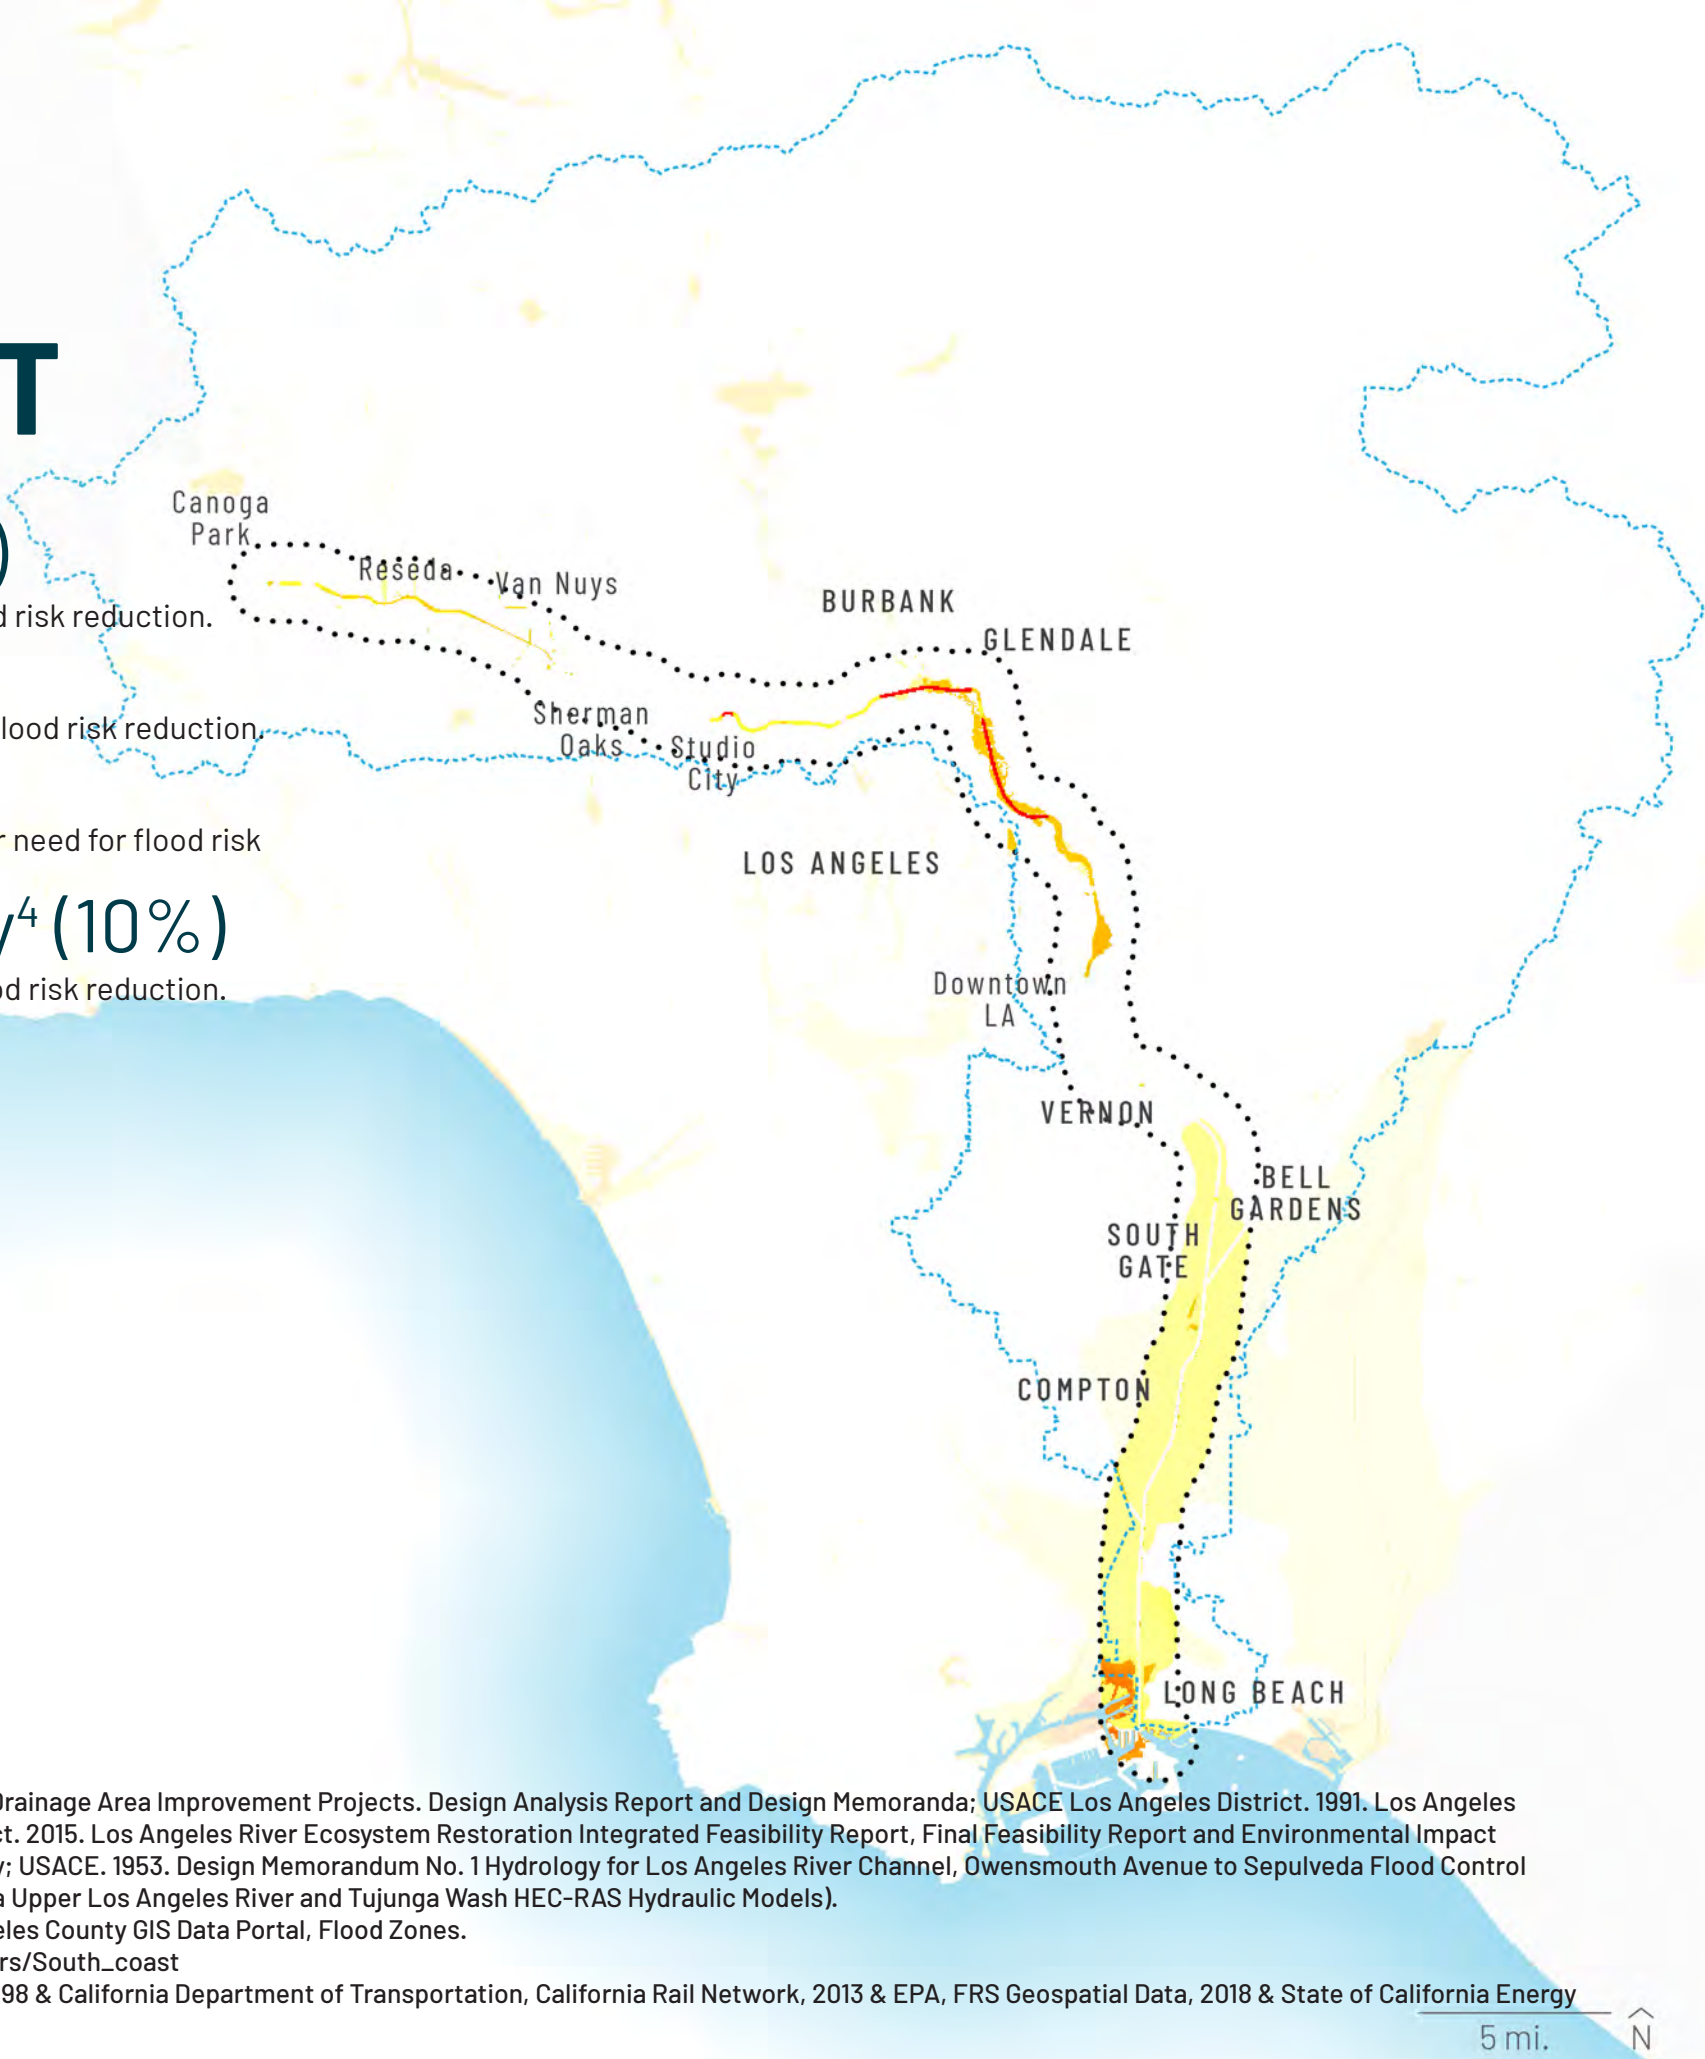 T
Canoga
Park
)
Reseda
Van Nuys
BURBANK
d risk reduction.
GLENDALE
Sherman
Oaks
lood risk reduction.
Studio
City
r need for flood risk
LOS ANGELES
y4 (10%)
od risk reduction.
Downtown
LA
VERNON
BELL
GARDENS
SOUTH
GATE
COMPTON
LONG BEACH
Drainage Area Improvement Projects. Design Analysis Report and Design Memoranda; USACE Los Angeles District. 1991. Los Angeles
ct. 2015. Los Angeles River Ecosystem Restoration Integrated Feasibility Report, Final Feasibility Report and Environmental Impact
y; USACE. 1953. Design Memorandum No. 1 Hydrology for Los Angeles River Channel, Owensmouth Avenue to Sepulveda Flood Control
a Upper Los Angeles River and Tujunga Wash HEC-RAS Hydraulic Models).
eles County GIS Data Portal, Flood Zones.
rs/South_coast
98 & California Department of Transportation, California Rail Network, 2013 & EPA, FRS Geospatial Data, 2018 & State of California Energy
5 mi.
N